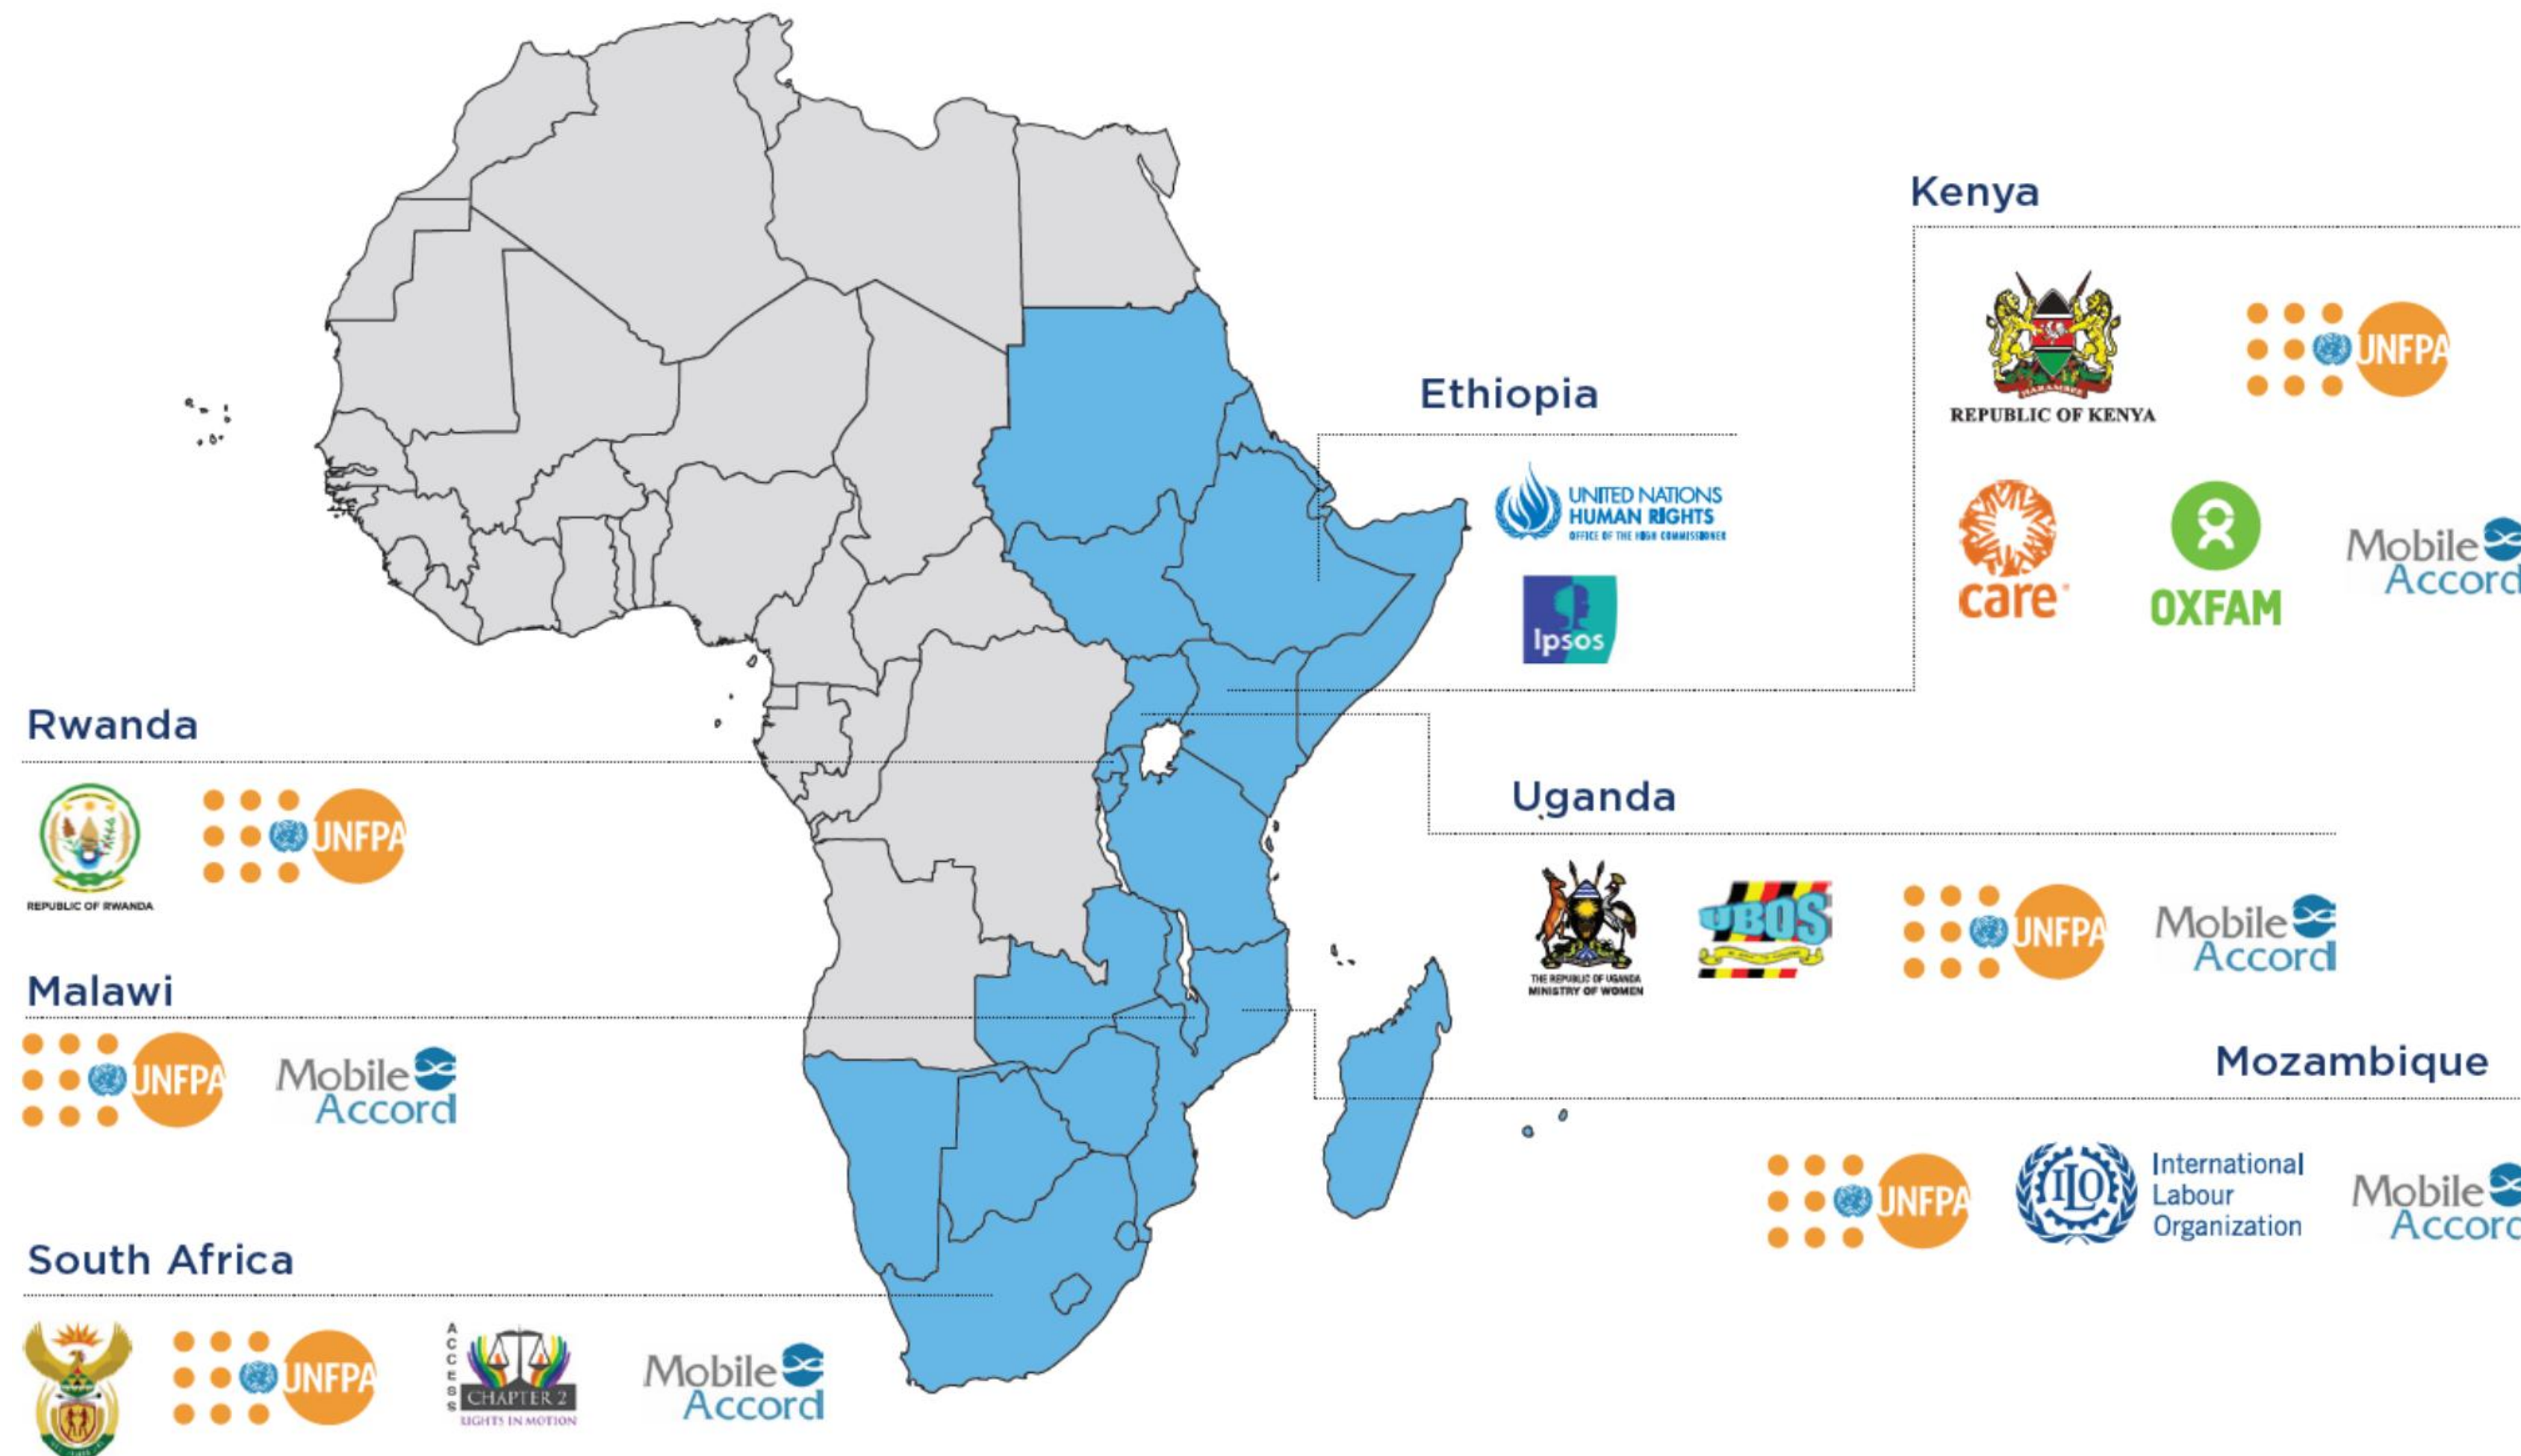 Kenya
REPUBLIC OF KENYA
UNFPA
care
OXFAM
Mobile
Accord
Ethiopia
UNITED NATIONS
HUMAN RIGHTS
OFFICE OF THE HIGH COMMISSIONER
Ipsos
Rwanda
REPUBLIC OF RWANDA
UNFPA
Uganda
THE REPUBLIC OF UGANDA
MINISTRY OF WOMEN
UBOS
UNFPA
Mobile
Accord
Malawi
UNFPA
Mobile
Accord
Mozambique
UNFPA
ILO
International
Labour
Organization
Mobile
Accord
South Africa
UNFPA
ACCESS
CHAPTER 2
RIGHTS IN MOTION
Mobile
Accord